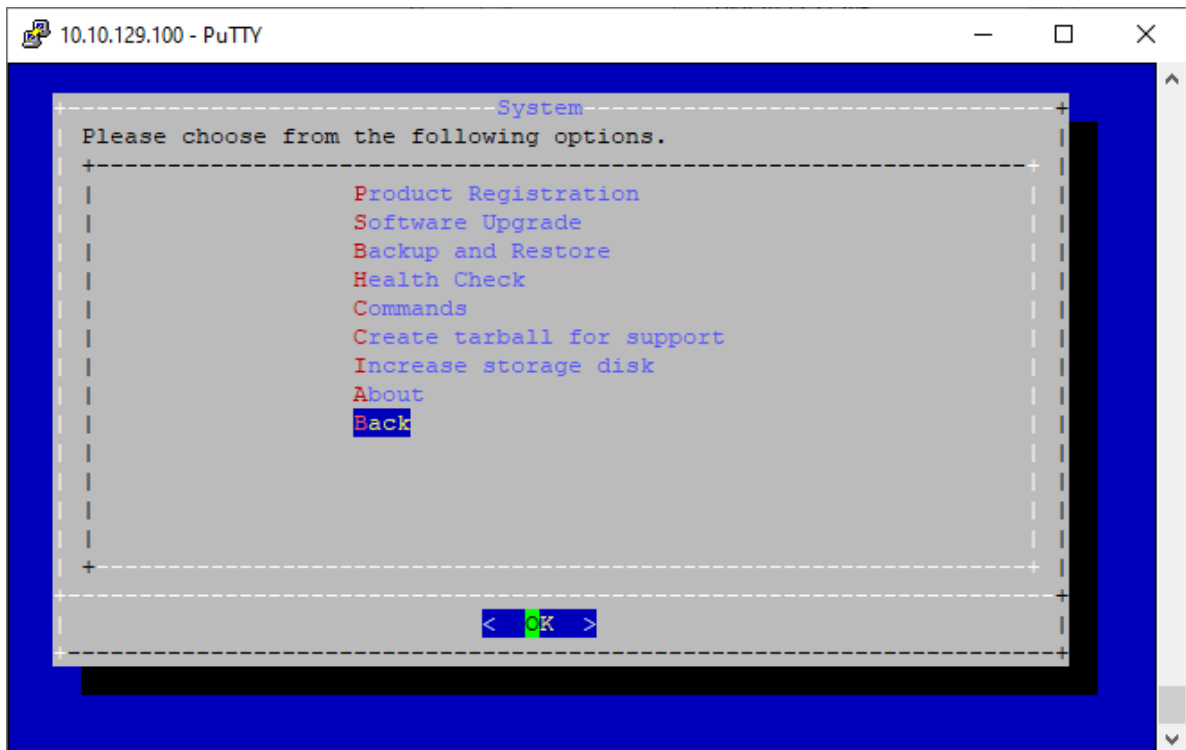 10.10.129.100 - PuTTY
System
Please choose from the following options.
Product Registration
Software Upgrade
Backup and Restore
Health Check
Commands
Create tarball for support
Increase storage disk
About
Back
< OK >